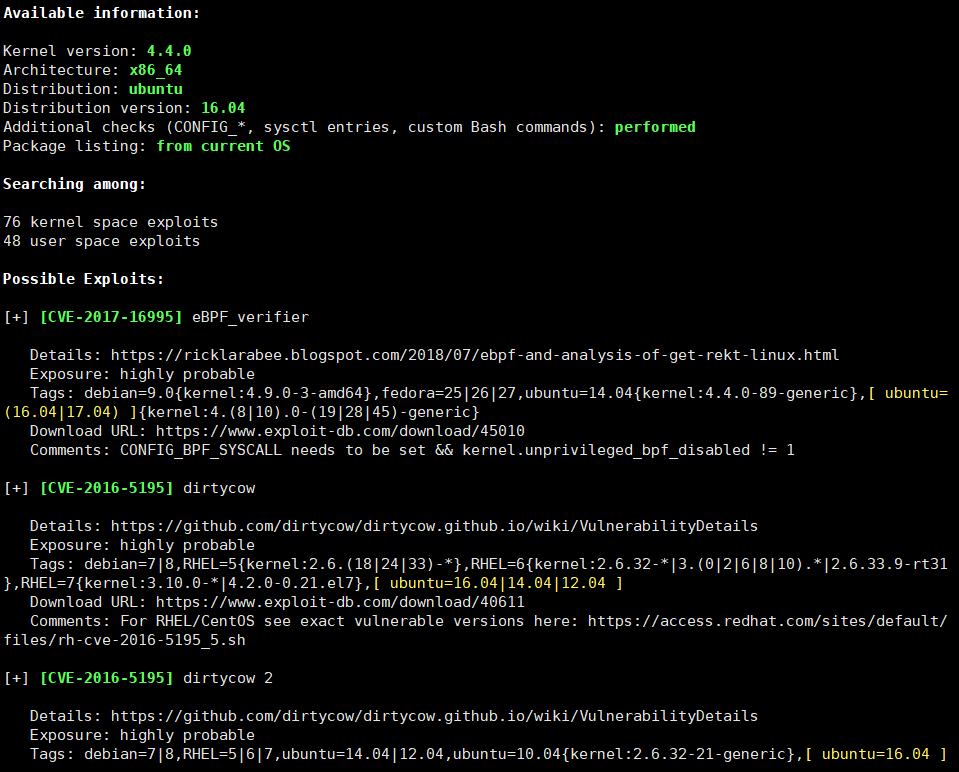 Available information:
Kernel version: 4.4.0
Architecture: x86_64
Distribution: ubuntu
Distribution version: 16.04
Additional checks (CONFIG_*, sysctl entries, custom Bash commands): performed
Package listing: from current OS
Searching among:
76 kernel space exploits
48 user space exploits
Possible Exploits:
[+] [CVE-2017-16995] eBPF_verifier
Details: https://ricklarabee.blogspot.com/2018/07/ebpf-and-analysis-of-get-rekt-linux.html
Exposure: highly probable
Tags: debian=9.0{kernel:4.9.0-3-amd64},fedora=25|26|27,ubuntu=14.04{kernel:4.4.0-89-generic},[ ubuntu=
(16.04|17.04) ]{kernel:4.(8|10).0-(19|28|45)-generic}
Download URL: https://www.exploit-db.com/download/45010
Comments: CONFIG_BPF_SYSCALL needs to be set && kernel.unprivileged_bpf_disabled != 1
[+] [CVE-2016-5195] dirtycow
Details: https://github.com/dirtycow/dirtycow.github.io/wiki/VulnerabilityDetails
Exposure: highly probable
Tags: debian=7|8,RHEL=5{kernel:2.6.(18|24|33)-*},RHEL=6{kernel:2.6.32-*|3.(0|2|6|8|10).*|2.6.33.9-rt31
},RHEL=7{kernel:3.10.0-*|4.2.0-0.21.el7},[ ubuntu=16.04|14.04|12.04 ]
Download URL: https://www.exploit-db.com/download/40611
Comments: For RHEL/CentOS see exact vulnerable versions here: https://access.redhat.com/sites/default/
files/rh-cve-2016-5195_5.sh
[+] [CVE-2016-5195] dirtycow 2
Details: https://github.com/dirtycow/dirtycow.github.io/wiki/VulnerabilityDetails
Exposure: highly probable
Tags: debian=7|8,RHEL=5|6|7,ubuntu=14.04|12.04,ubuntu=10.04{kernel:2.6.32-21-generic},[ ubuntu=16.04 ]